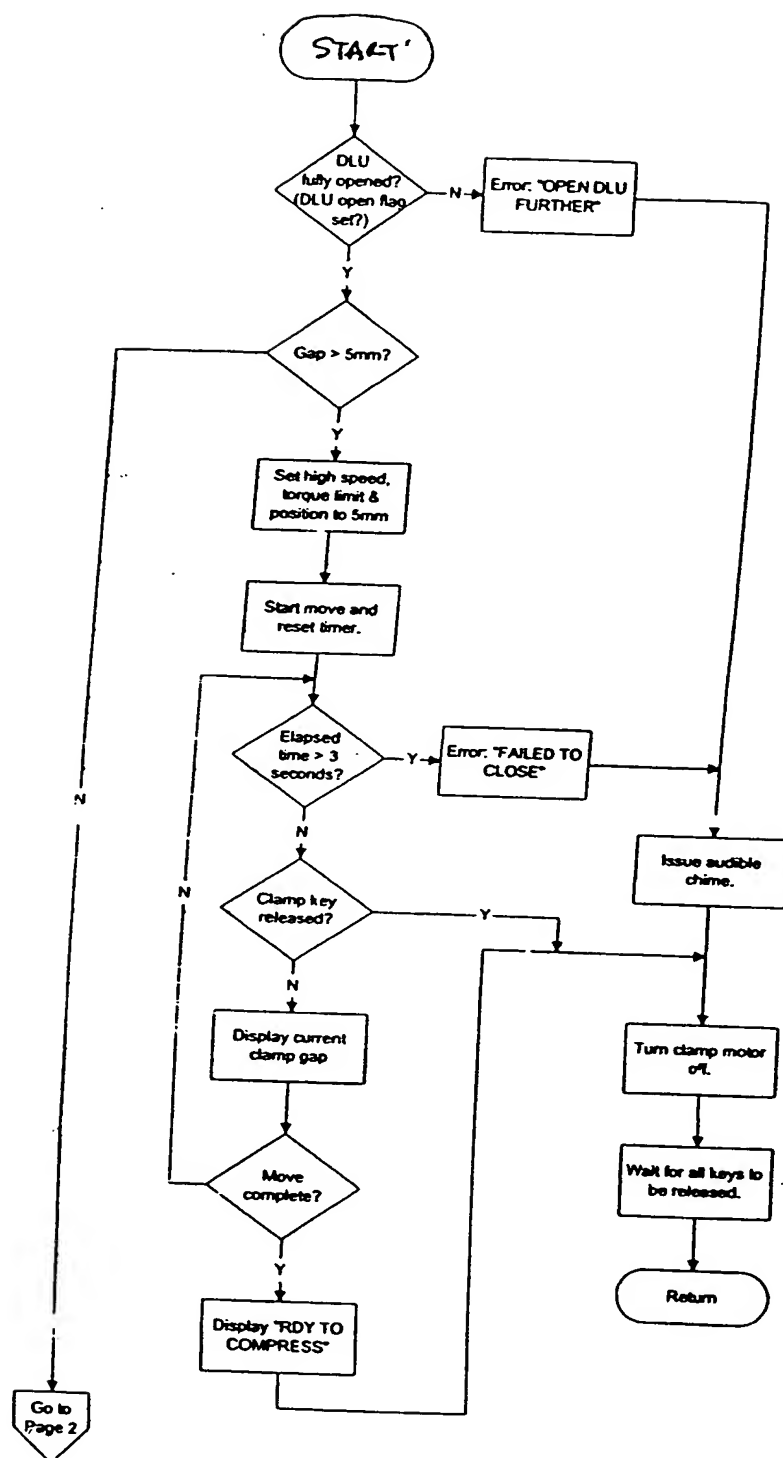 START
DLU
fully opened?
(DLU open flag
set?)
N
Error: "OPEN DLU
FURTHER"
Y
Gap > 5mm?
Y
Set high speed,
torque limit &
position to 5mm
Start move and
reset timer.
Elapsed
time > 3
seconds?
Y
Error: "FAILED TO
CLOSE"
N
N
Issue audible
chime.
Clamp key
released?
N
Y
N
Display current
clamp gap
Turn clamp motor
off.
Move
complete?
Wait for all keys to
be released.
Y
Return
Display "RDY TO
COMPRESS"
Go to
Page 2